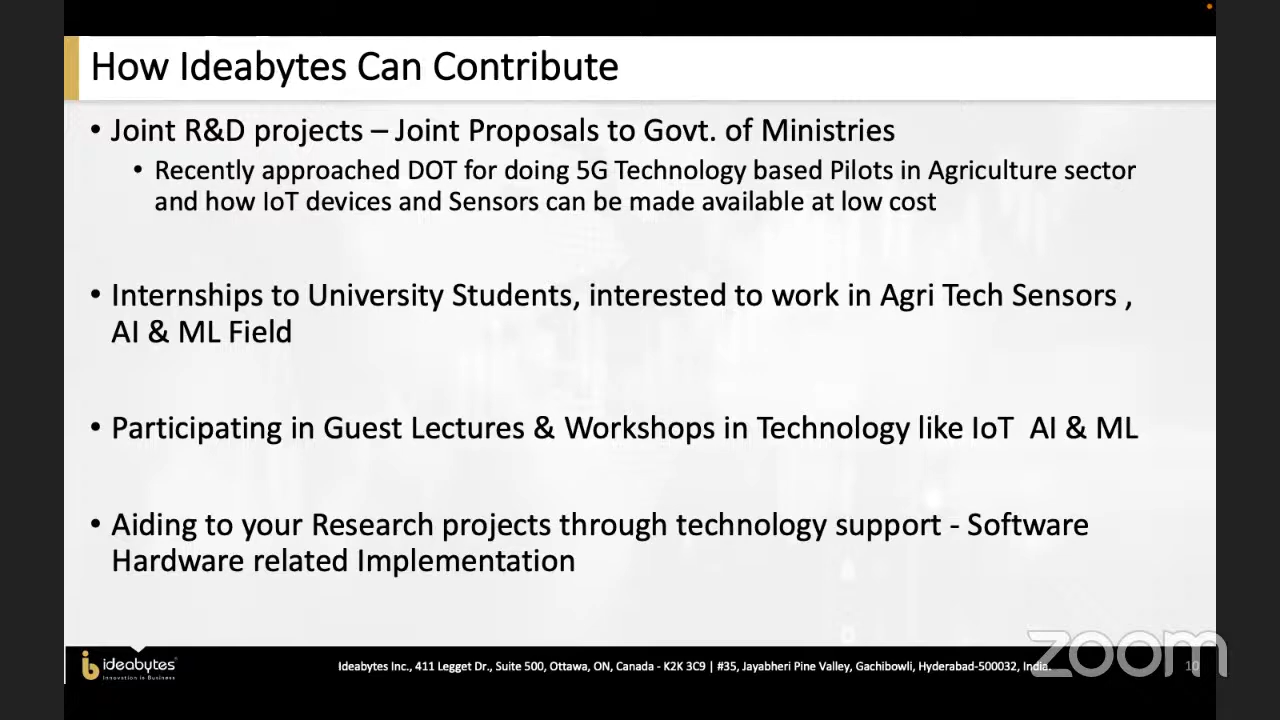 How Ideabytes Can Contribute
• Joint R&D projects – Joint Proposals to Govt. of Ministries
• Recently approached DOT for doing 5G Technology based Pilots in Agriculture sector
and how IoT devices and Sensors can be made available at low cost
• Internships to University Students, interested to work in Agri Tech Sensors ,
AI & ML Field
• Participating in Guest Lectures & Workshops in Technology like IoT  AI & ML
• Aiding to your Research projects through technology support - Software
Hardware related Implementation
ideabytes®
Innovation in Business
Ideabytes Inc., 411 Legget Dr., Suite 500, Ottawa, ON, Canada - K2K 3C9 | #35, Jayabheri Pine Valley, Gachibowli, Hyderabad-500032, India.
10
zoom